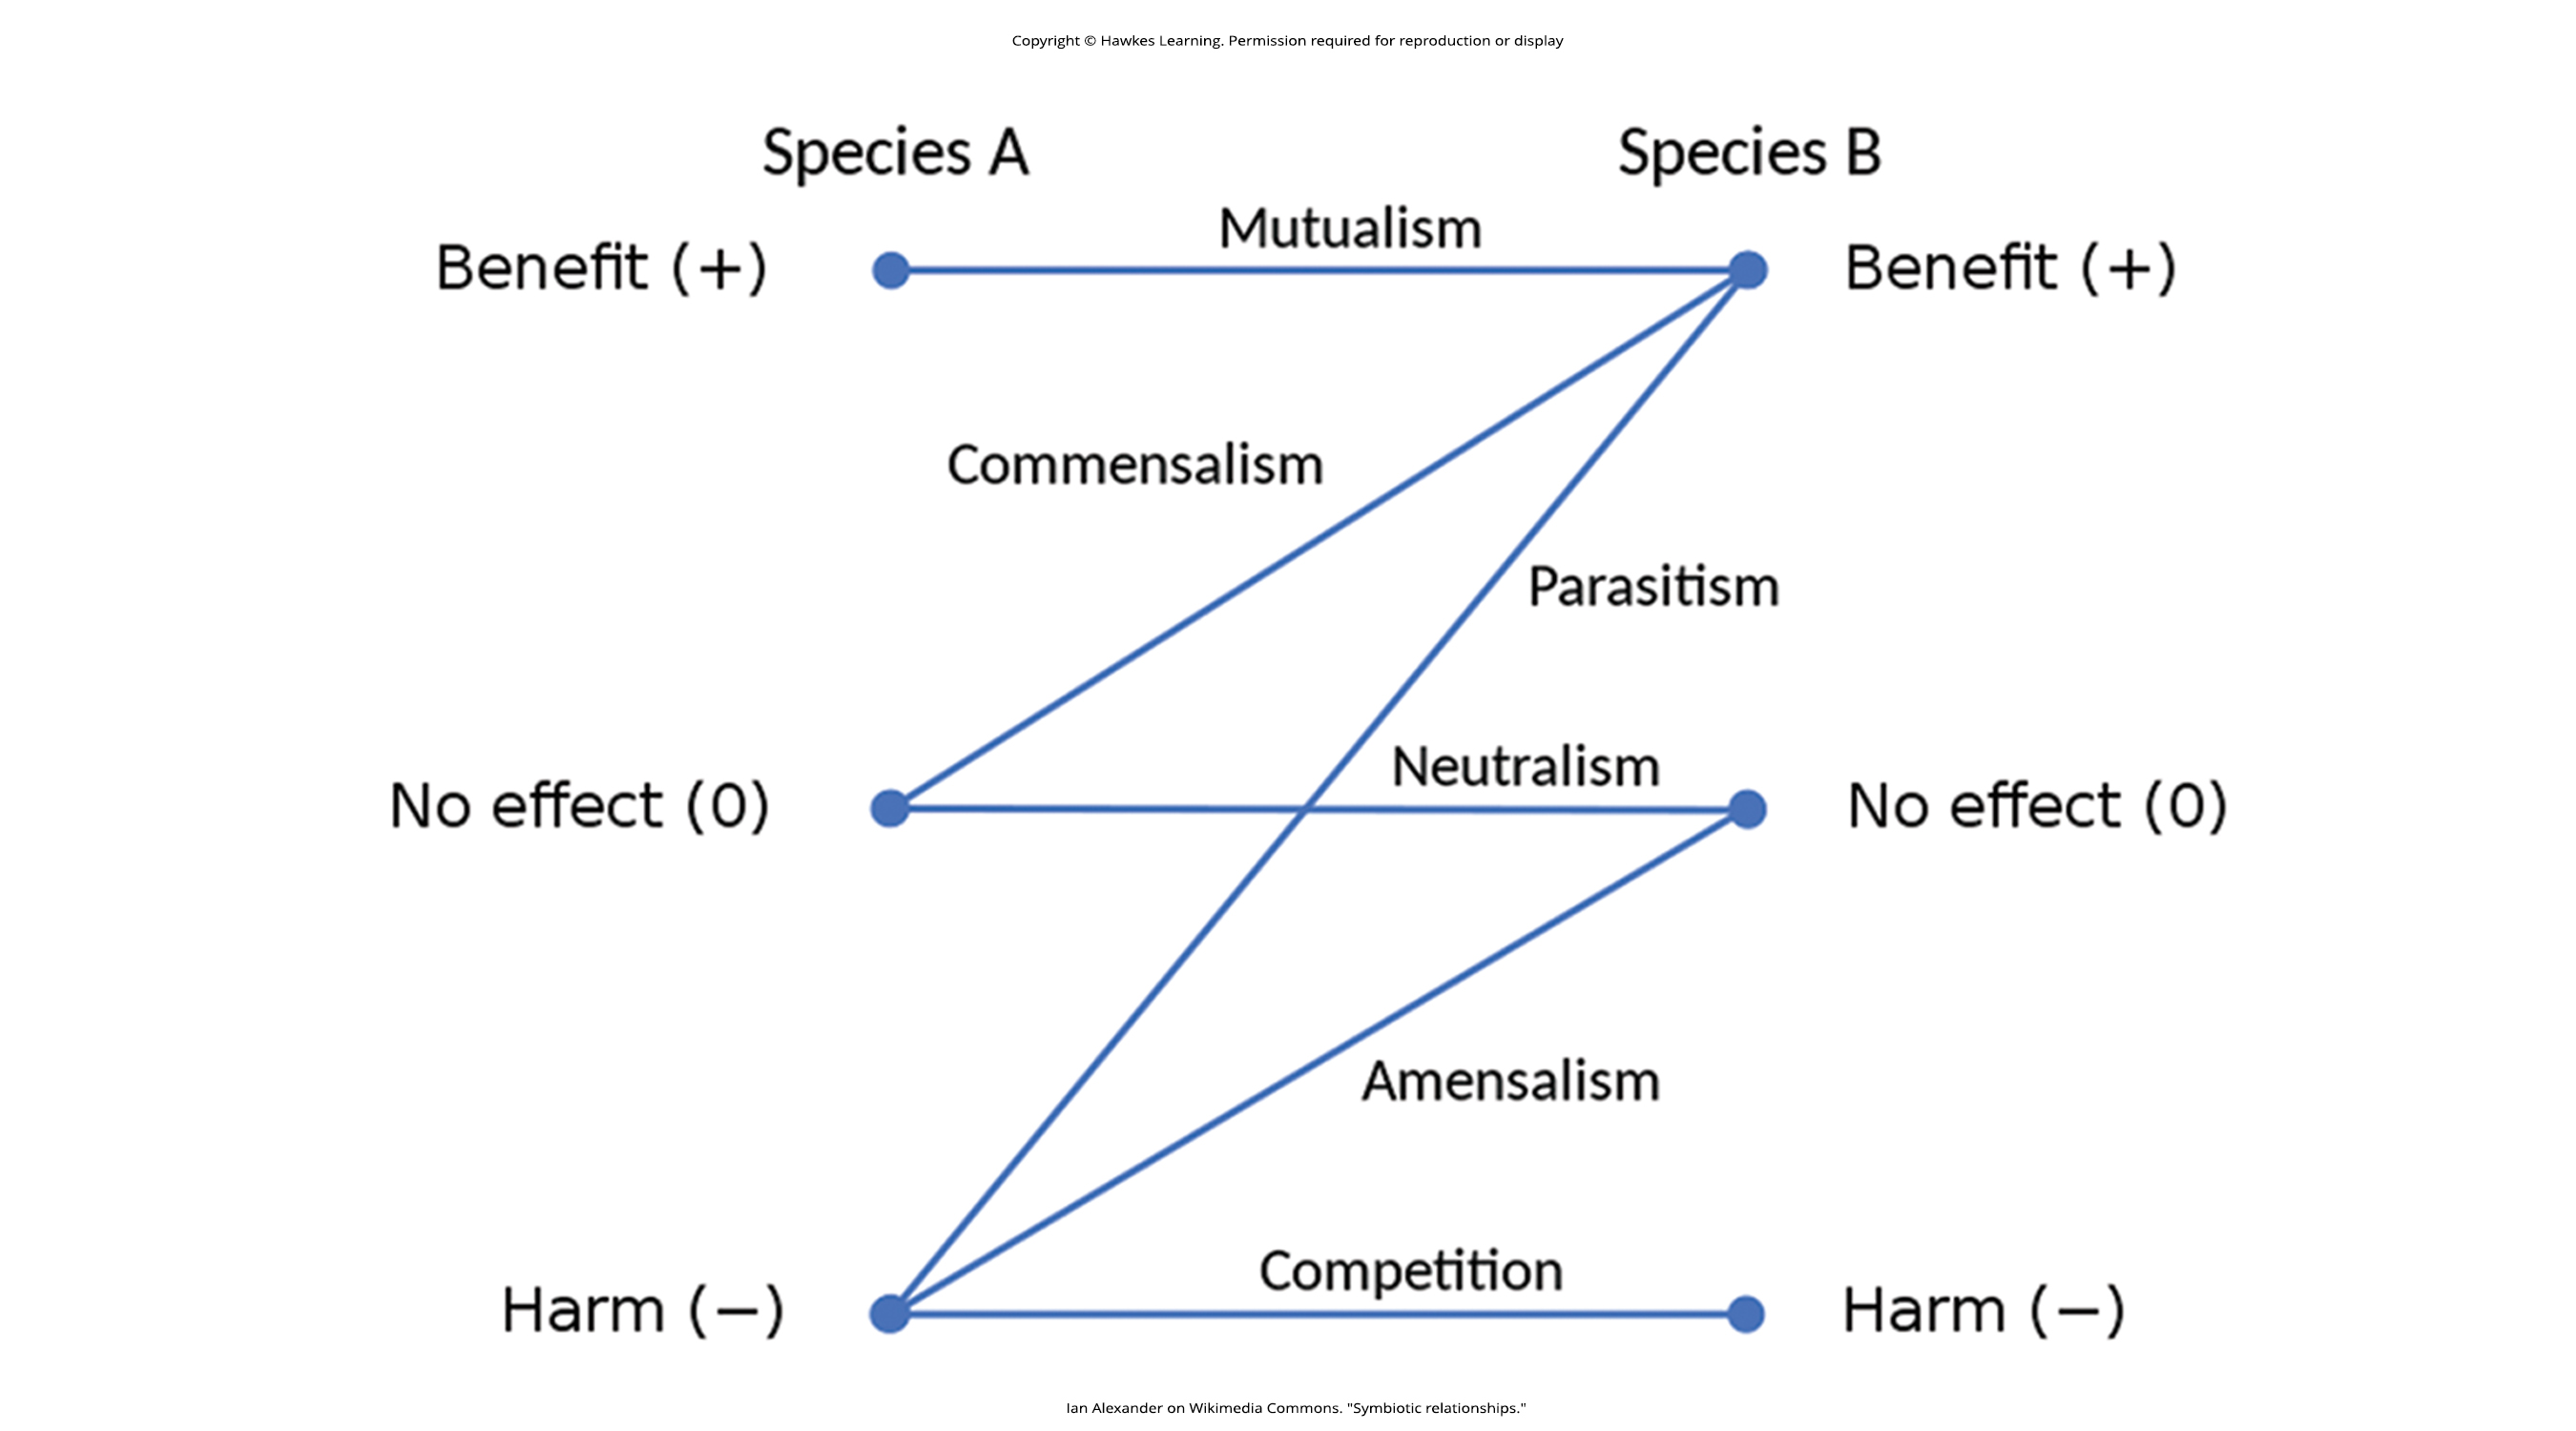 Copyright © Hawkes Learning. Permission required for reproduction or display
Species A
Species B
Mutualism
Benefit (+)
Benefit (+)
Commensalism
Parasitism
Neutralism
No effect (0)
No effect (0)
Amensalism
Competition
Harm (−)
Harm (−)
Ian Alexander on Wikimedia Commons. "Symbiotic relationships."